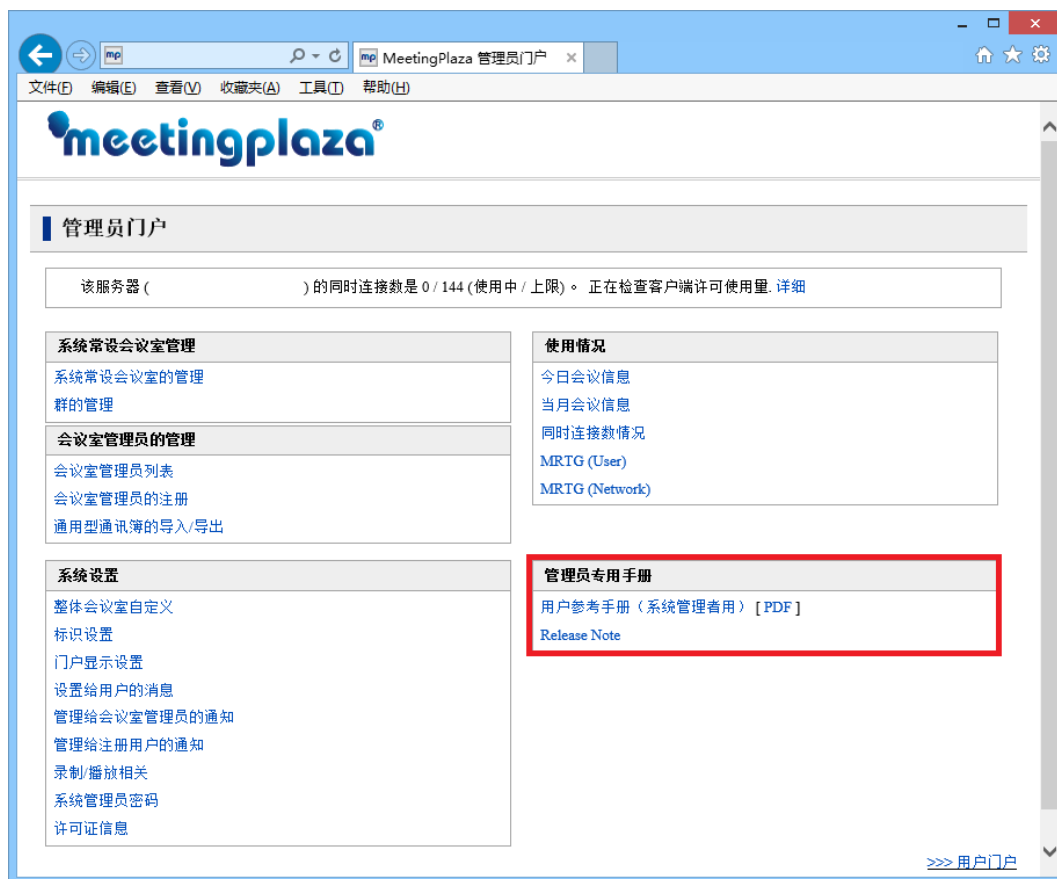 mp
mp MeetingPlaza 管理员门户
文件(F) 编辑(E) 查看(V) 收藏夹(A) 工具(T) 帮助(H)
meetingplaza®
管理员门户
该服务器 ( ) 的同时连接数是 0 / 144 (使用中 / 上限)。 正在检查客户端许可使用量. 详细
系统常设会议室管理
系统常设会议室的管理
群的管理
会议室管理员的管理
会议室管理员列表
会议室管理员的注册
通用型通讯簿的导入/导出
使用情况
今日会议信息
当月会议信息
同时连接数情况
MRTG (User)
MRTG (Network)
系统设置
整体会议室自定义
标识设置
门户显示设置
设置给用户的消息
管理给会议室管理员的通知
管理给注册用户的通知
录制/播放相关
系统管理员密码
许可证信息
管理员专用手册
用户参考手册（系统管理者用） [ PDF ]
Release Note
>>> 用户门户